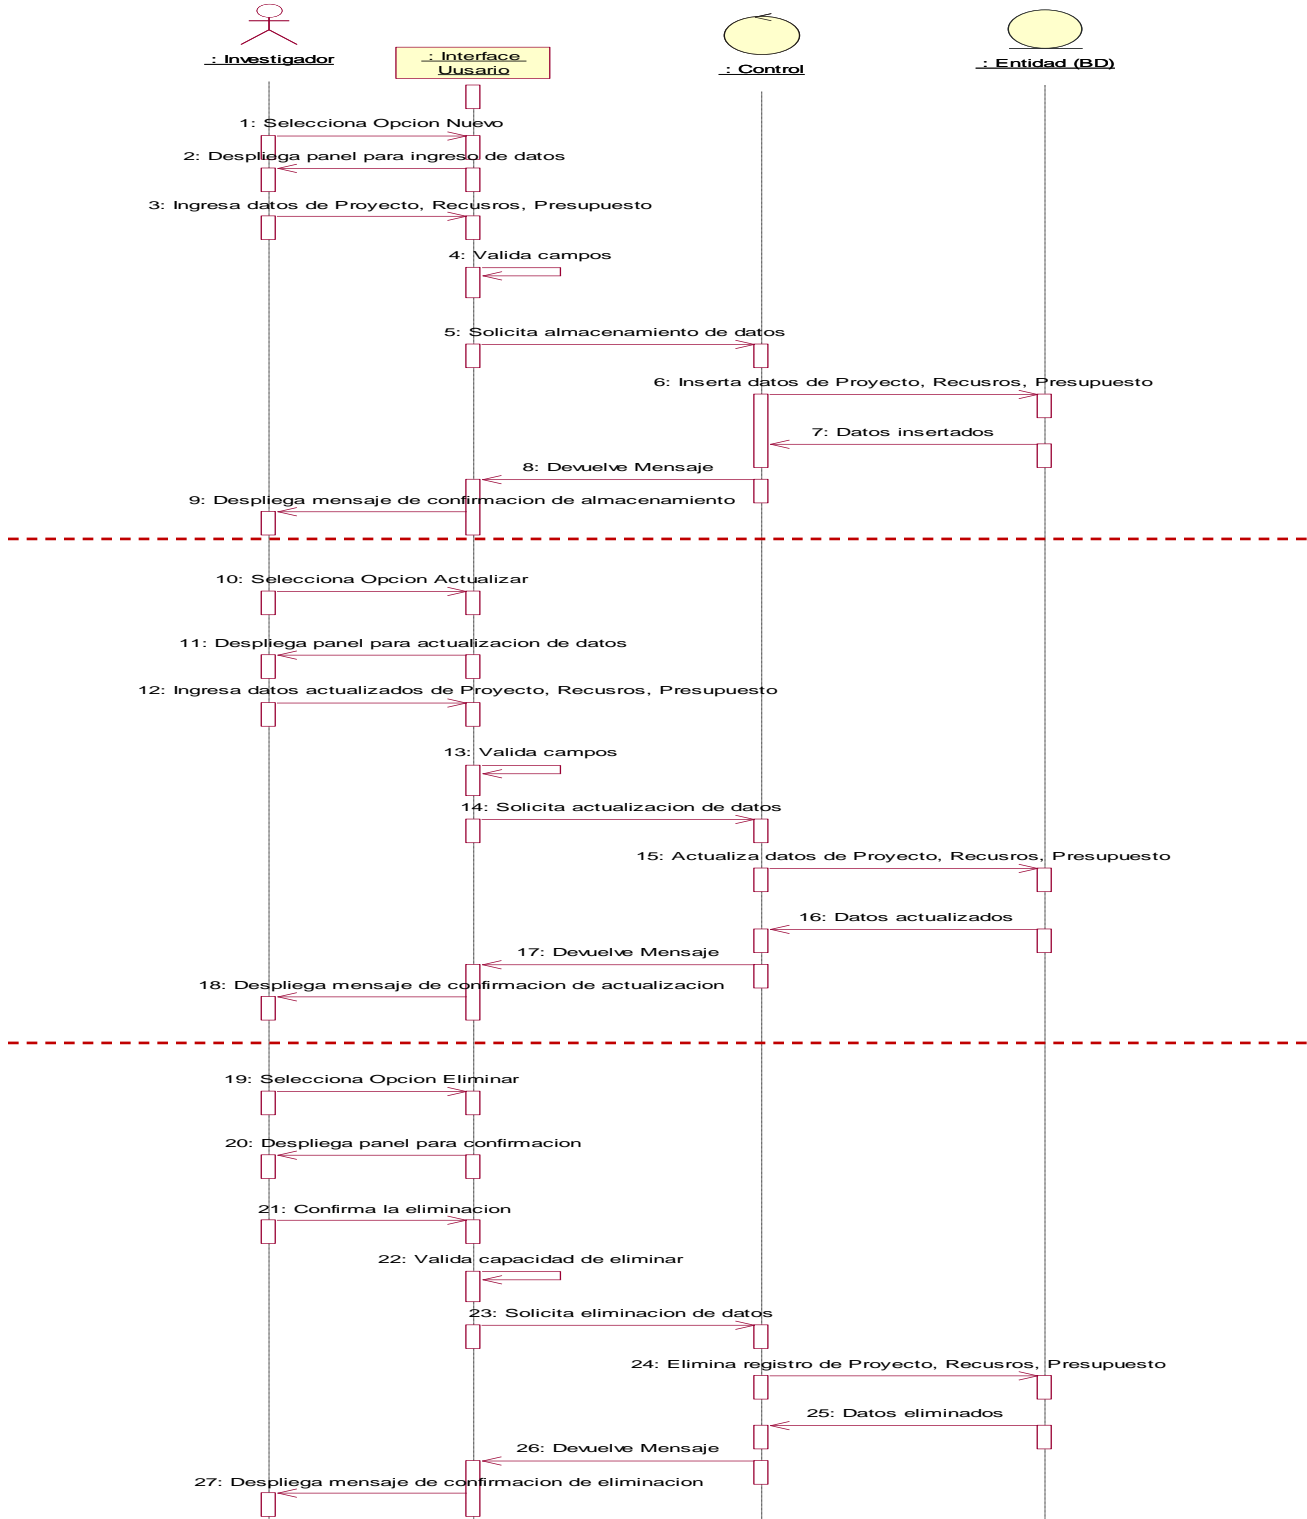 : Investigador
: Interface
Uusario
: Control
: Entidad (BD)
1: Selecciona Opcion Nuevo
2: Despliega panel para ingreso de datos
3: Ingresa datos de Proyecto, Recusros, Presupuesto
4: Valida campos
5: Solicita almacenamiento de datos
6: Inserta datos de Proyecto, Recusros, Presupuesto
7: Datos insertados
8: Devuelve Mensaje
9: Despliega mensaje de confirmacion de almacenamiento
10: Selecciona Opcion Actualizar
11: Despliega panel para actualizacion de datos
12: Ingresa datos actualizados de Proyecto, Recusros, Presupuesto
13: Valida campos
14: Solicita actualizacion de datos
15: Actualiza datos de Proyecto, Recusros, Presupuesto
16: Datos actualizados
17: Devuelve Mensaje
18: Despliega mensaje de confirmacion de actualizacion
19: Selecciona Opcion Eliminar
20: Despliega panel para confirmacion
21: Confirma la eliminacion
22: Valida capacidad de eliminar
23: Solicita eliminacion de datos
24: Elimina registro de Proyecto, Recusros, Presupuesto
25: Datos eliminados
26: Devuelve Mensaje
27: Despliega mensaje de confirmacion de eliminacion